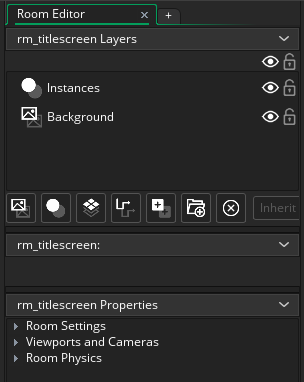 Room Editor
rm_titlescreen Layers
Instances
Background
Inherit
rm_titlescreen:
rm_titlescreen Properties
Room Settings
Viewports and Cameras
Room Physics